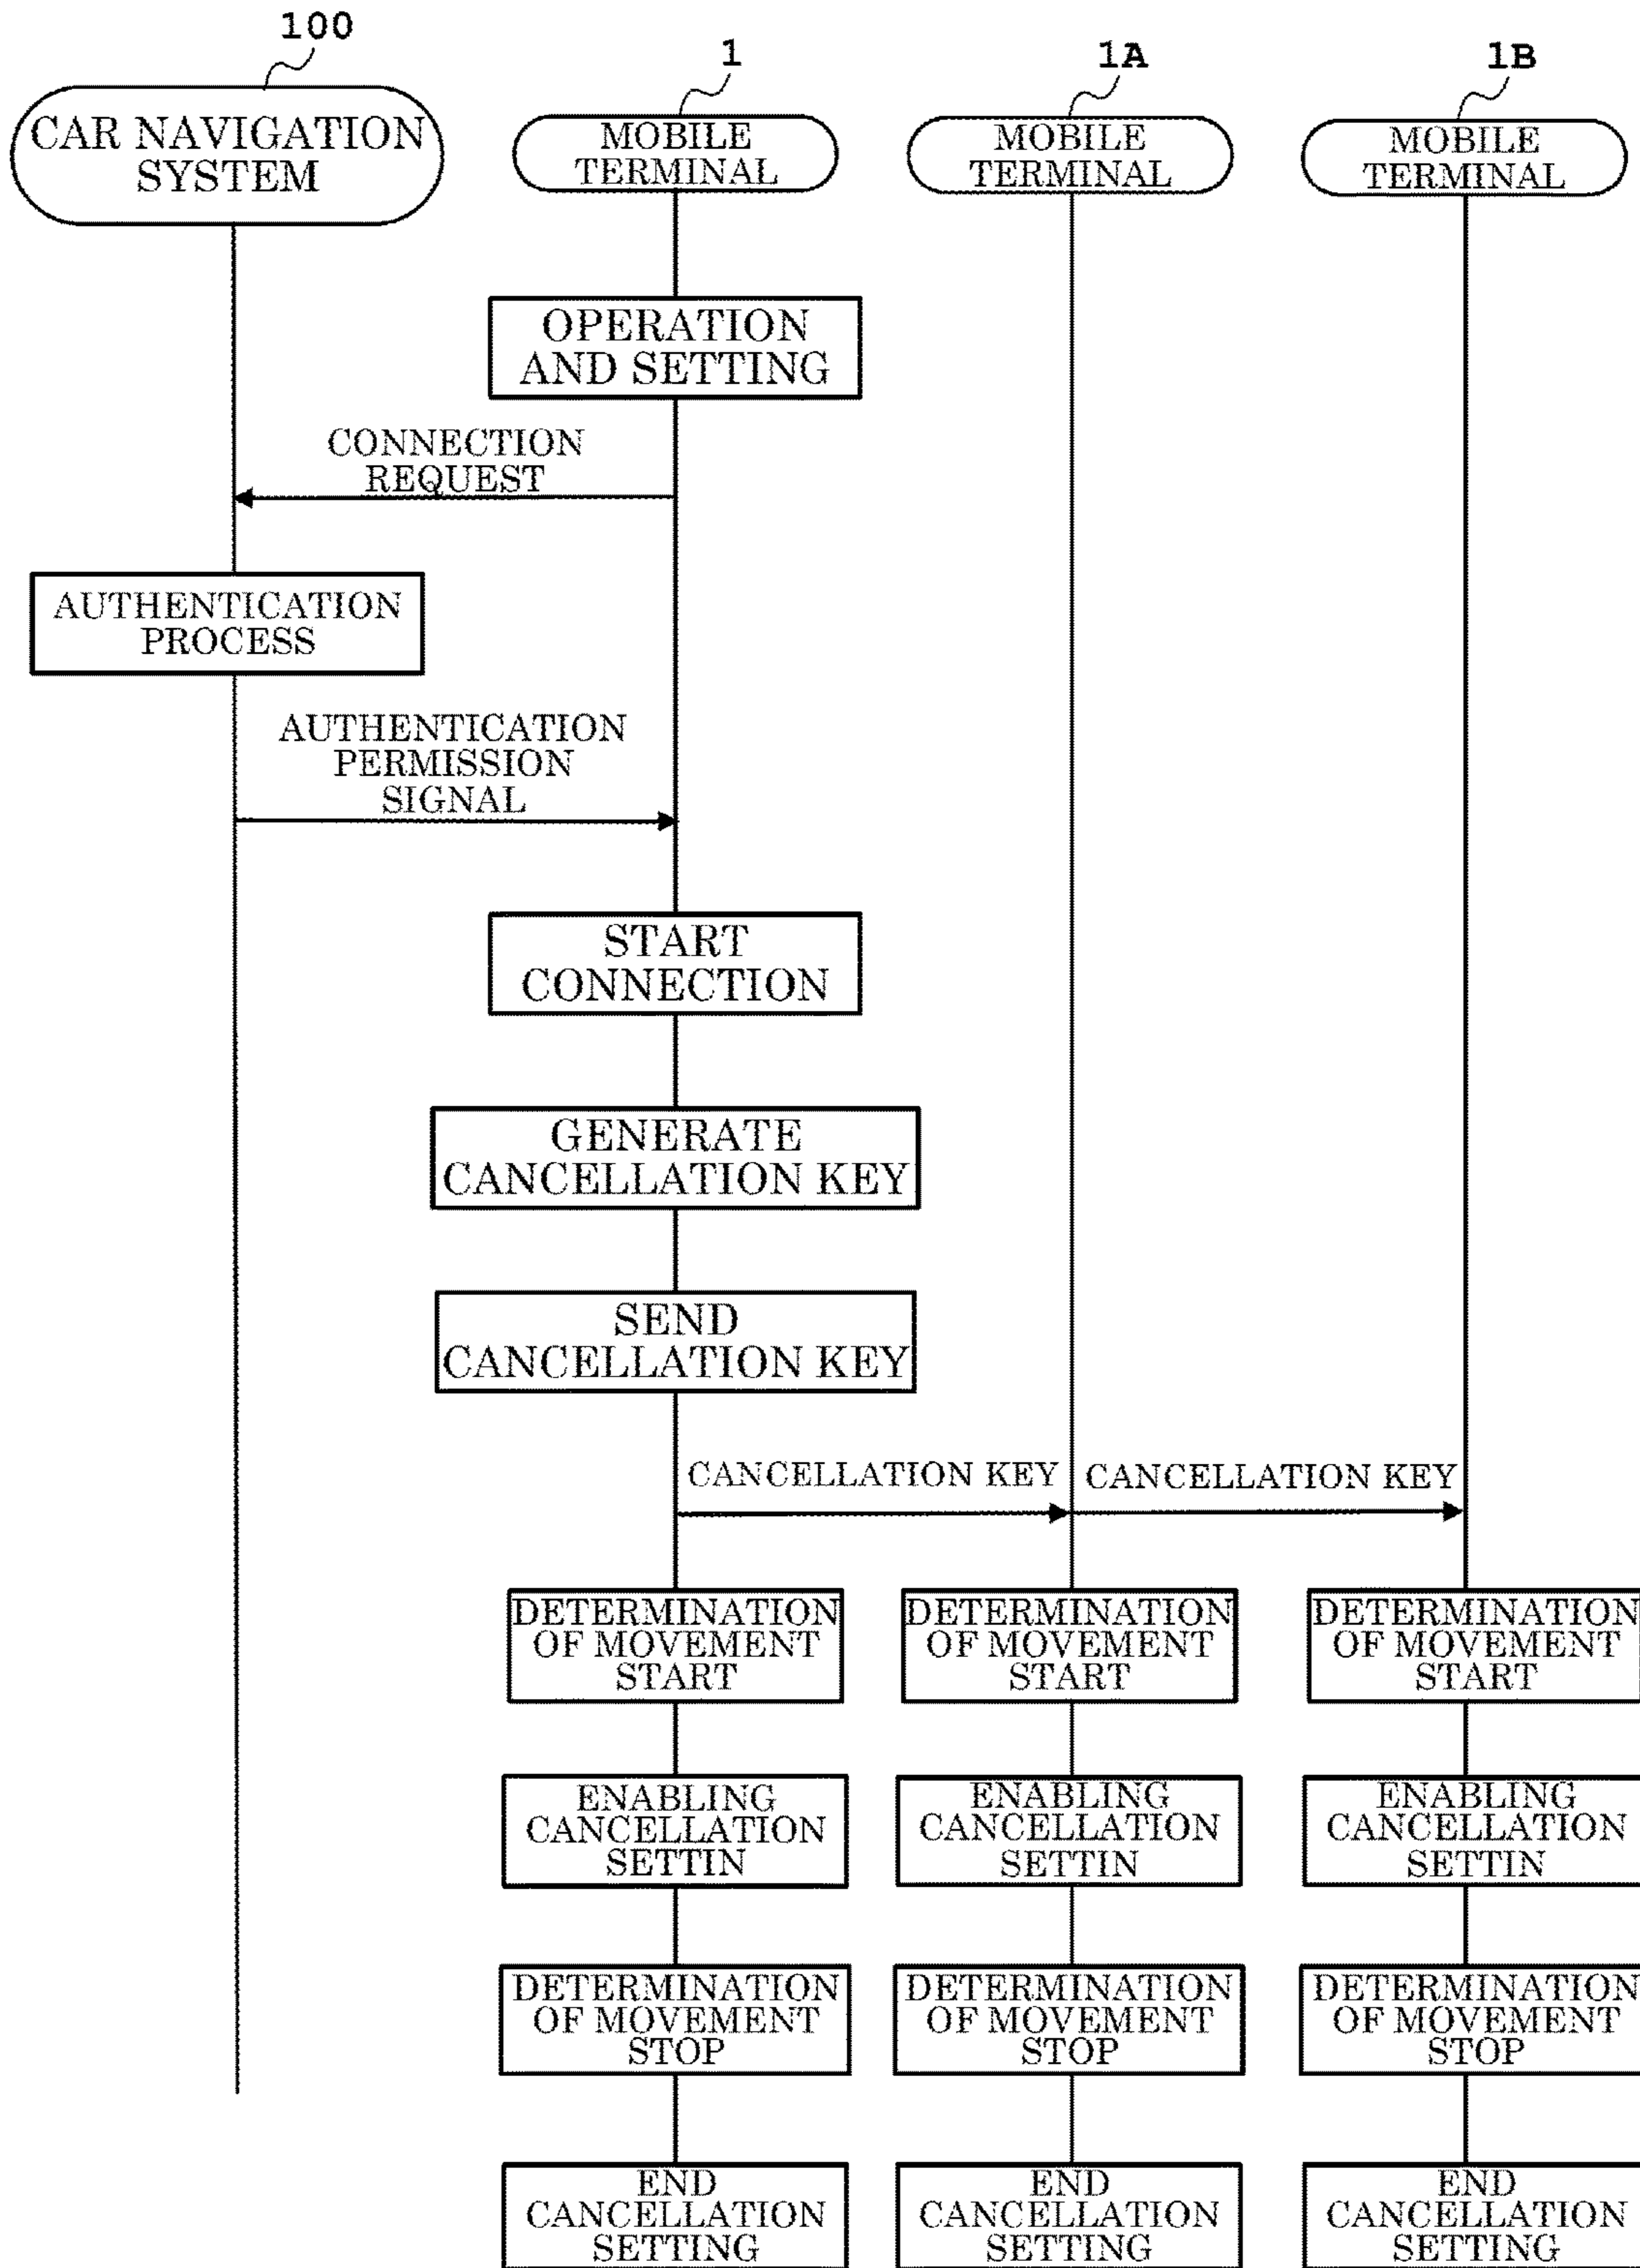 100
1
1A
1B
CAR NAVIGATION
SYSTEM
MOBILE
TERMINAL
MOBILE
TERMINAL
MOBILE
TERMINAL
OPERATION
AND SETTING
CONNECTION
REQUEST
AUTHENTICATION
PROCESS
AUTHENTICATION
PERMISSION
SIGNAL
START
CONNECTION
GENERATE
CANCELLATION KEY
SEND
CANCELLATION KEY
CANCELLATION KEY
CANCELLATION KEY
DETERMINATION
OF MOVEMENT
START
DETERMINATION
OF MOVEMENT
START
DETERMINATION
OF MOVEMENT
START
ENABLING
CANCELLATION
SETTIN
ENABLING
CANCELLATION
SETTIN
ENABLING
CANCELLATION
SETTIN
DETERMINATION
OF MOVEMENT
STOP
DETERMINATION
OF MOVEMENT
STOP
DETERMINATION
OF MOVEMENT
STOP
END
CANCELLATION
SETTING
END
CANCELLATION
SETTING
END
CANCELLATION
SETTING